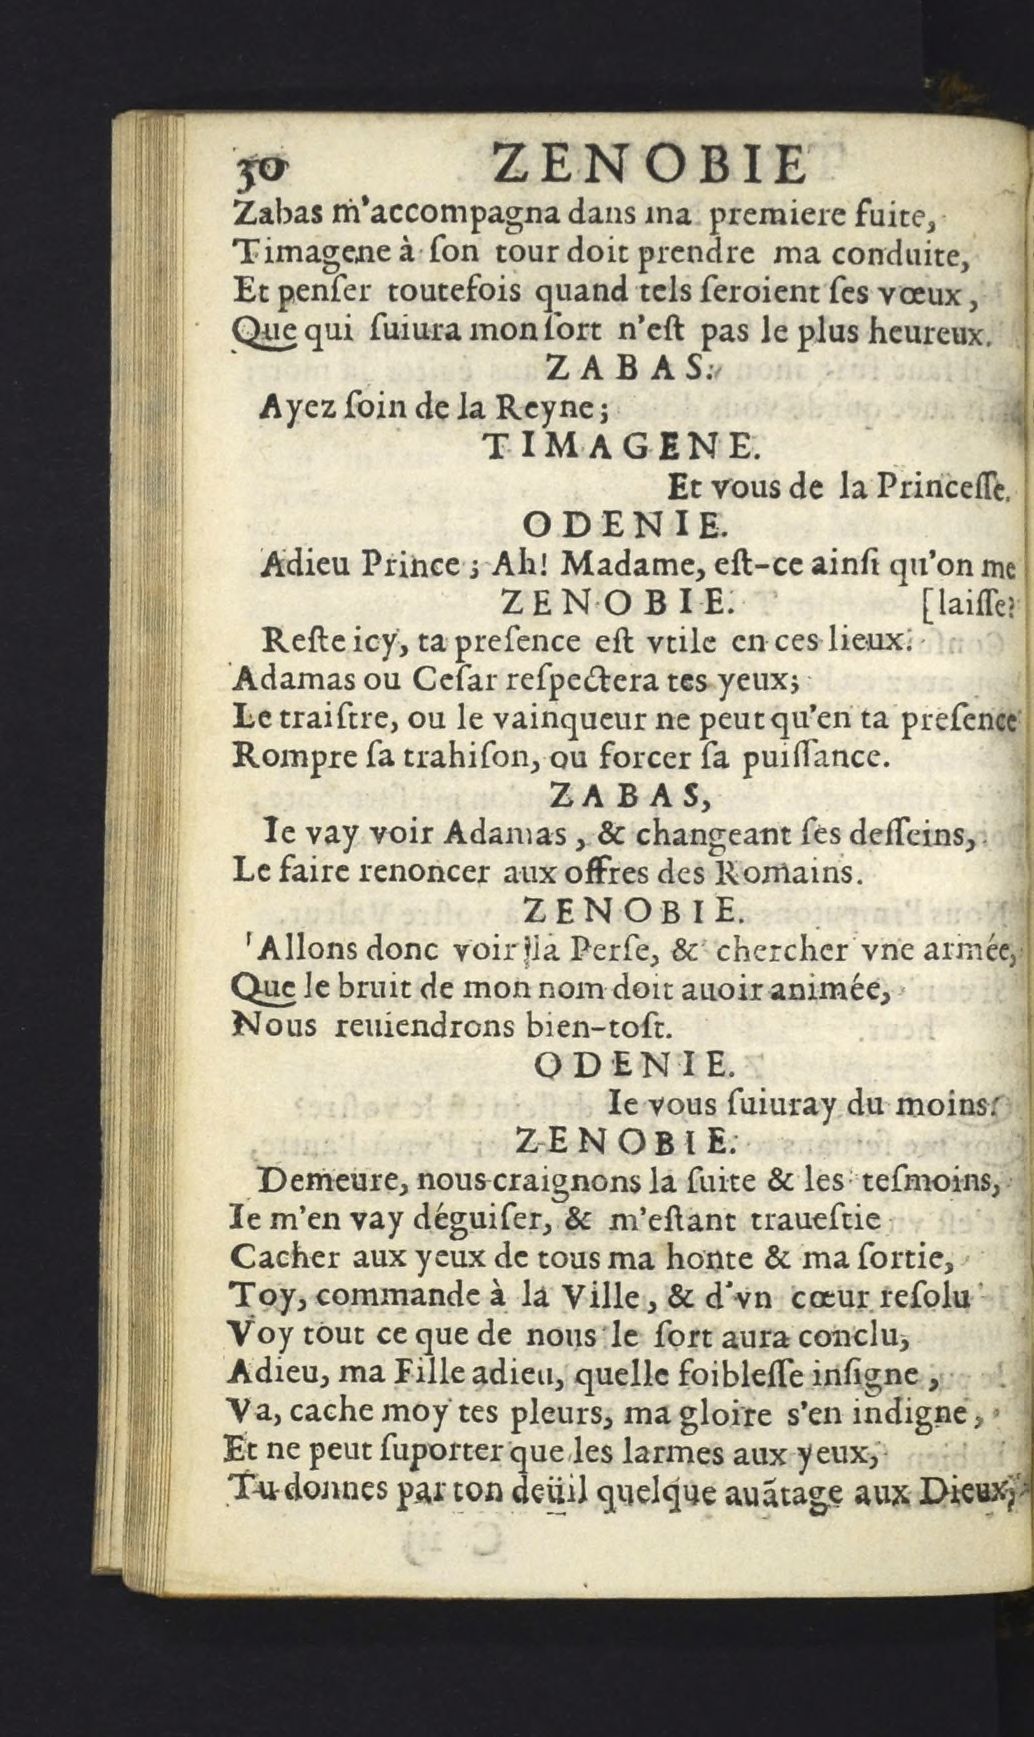 30 ZENOBIE
Zabas m'accompagna dans ma premiere fuite,
Timagene à ſon tour doit prendre ma conduite,
Et penſer toutefois quand tels ſeroient ſes vœux,
Que qui ſuiura mon ſort n'eſt pas le plus heureux.
ZABAS.
Ayez ſoin de la Reyne;
TIMAGENE.
Et vous de la Princeſſe.
ODENIE.
Adieu Prince; Ah! Madame, eſt-ce ainſi qu'on me
ZENOBIE. [laiſſe?
Reſte icy, ta preſence eſt vtile en ces lieux.
Adamas ou Ceſar reſpectera tes yeux;
Le traiſtre, ou le vainqueur ne peut qu'en ta preſence
Rompre ſa trahiſon, ou forcer ſa puiſſance.
ZABAS,
Ie vay voir Adamas, & changeant ſes deſſeins,
Le faire renoncer aux offres des Romains.
ZENOBIE.
Allons donc voir la Perſe, & chercher vne armée,
Que le bruit de mon nom doit auoir animée,
Nous reuiendrons bien-toſt.
ODENIE.
Ie vous ſuiuray du moins.
ZENOBIE.
Demeure, nous craignons la ſuite & les teſmoins,
Ie m'en vay déguiſer, & m'eſtant traueſtie
Cacher aux yeux de tous ma honte & ma ſortie,
Toy, commande à la Ville, & d'vn cœur reſolu
Voy tout ce que de nous le ſort aura conclu,
Adieu, ma Fille adieu, quelle foibleſſe inſigne,
Va, cache moy tes pleurs, ma gloire s'en indigne,
Et ne peut ſuporter que les larmes aux yeux,
Tu donnes par ton deüil quelque auãtage aux Dieux,